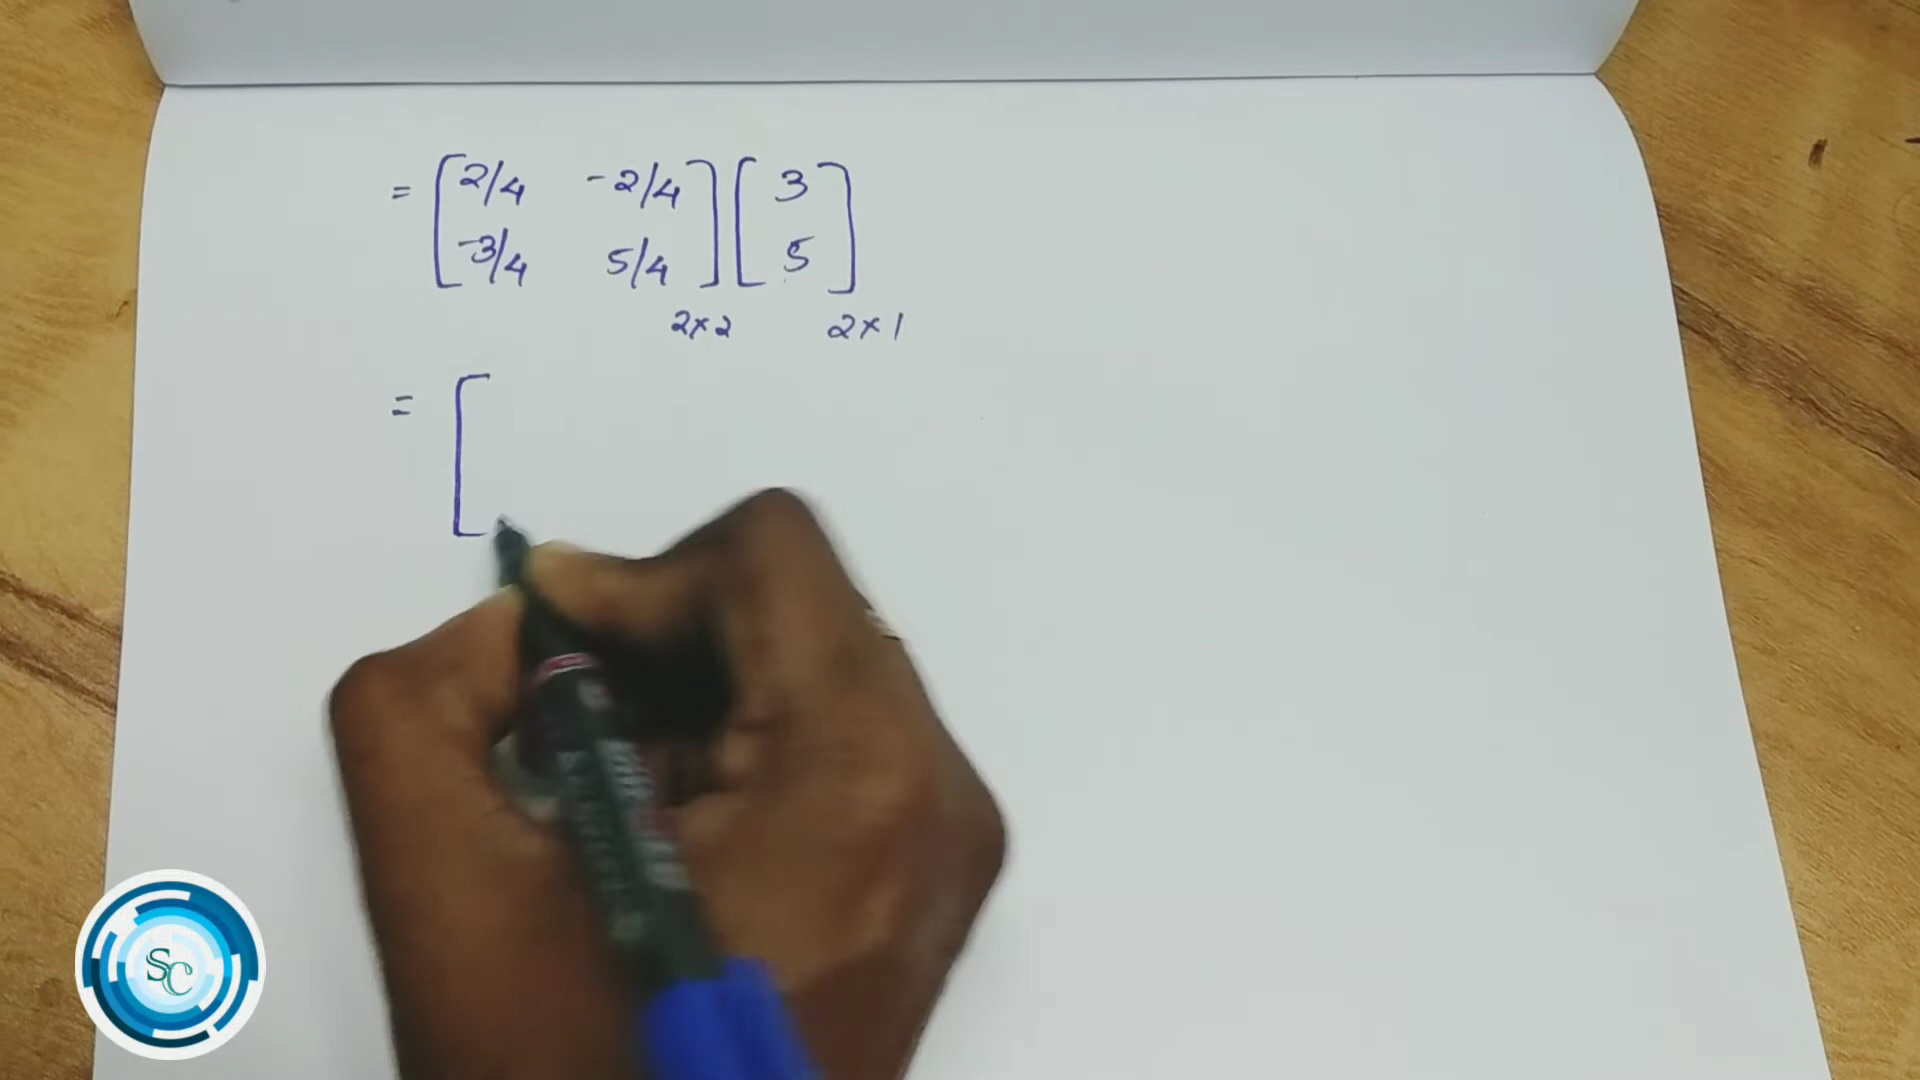 = [ 2/4 -2/4 ] [ 3 ]
[ -3/4 5/4 ] [ 5 ]
2×2 2×1
= [
SC